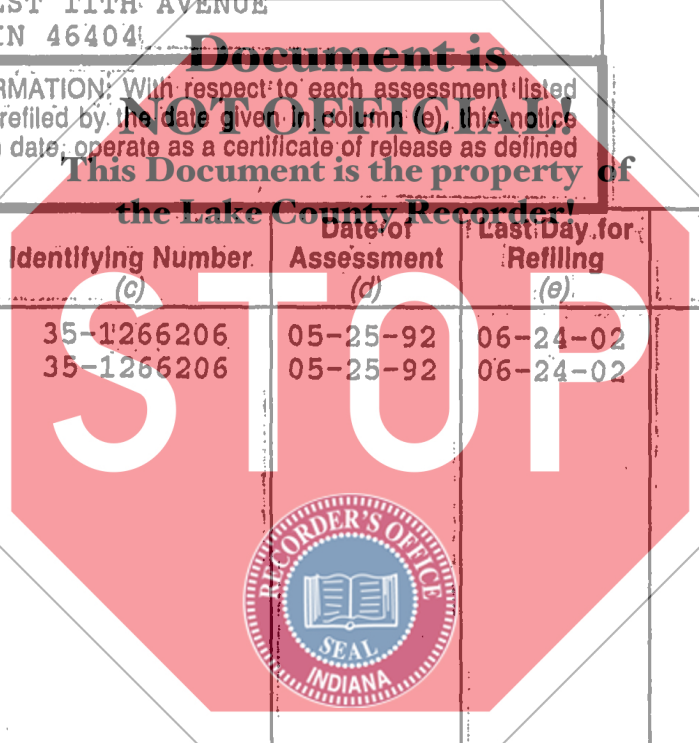 11TH AVENUE
IN 46404
Document is
NOT OFFICIAL!
This Document is the property of
the Lake County Recorder!
With respect to each assessment listed
refiled by the date given in column (e), this notice
date, operate as a certificate of release as defined
Identifying Number
(c)
Date of
Assessment
(d)
Last Day for
Refiling
(e)
35-1266206 05-25-92 06-24-02
35-1266206 05-25-92 06-24-02
STOP
RECORDER'S OFFICE
SEAL
INDIANA